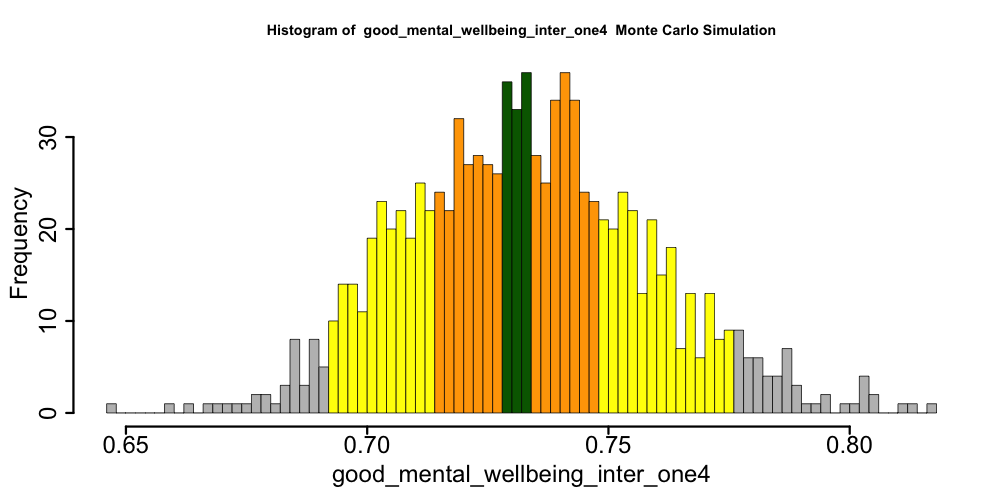 Histogram of good_mental_wellbeing_inter_one4 Monte Carlo Simulation
Frequency
30
20
10
0
0.65 0.70 0.75 0.80
good_mental_wellbeing_inter_one4